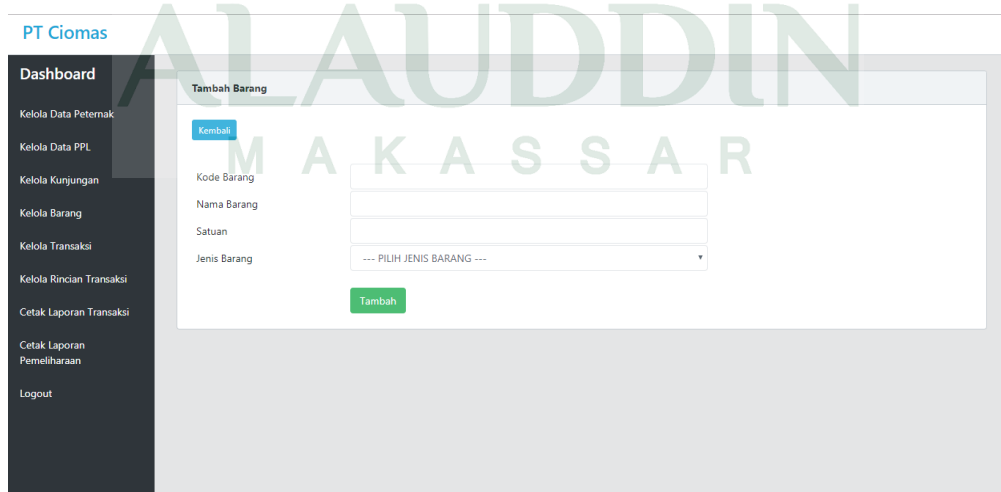 ALAUDDIN
MAKASSAR
PT Ciomas
Dashboard
Kelola Data Peternak
Kelola Data PPL
Kelola Kunjungan
Kelola Barang
Kelola Transaksi
Kelola Rincian Transaksi
Cetak Laporan Transaksi
Cetak Laporan
Pemeliharaan
Logout
Tambah Barang
Kembali
Kode Barang
Nama Barang
Satuan
Jenis Barang --- PILIH JENIS BARANG ---
Tambah